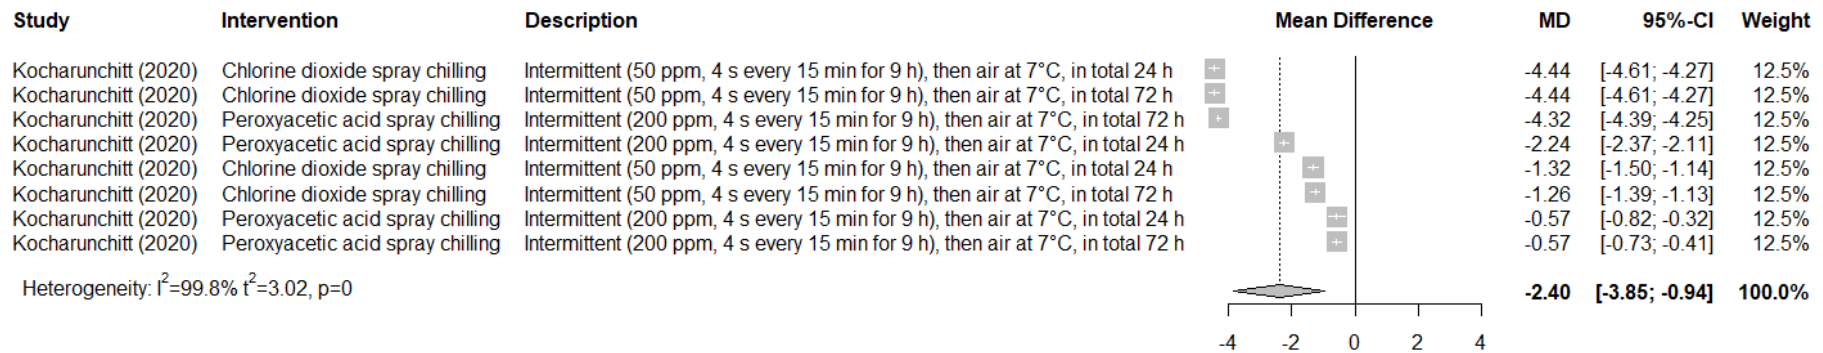 Study Intervention Description Mean Difference MD 95%-CI Weight
Kocharunchitt (2020) Chlorine dioxide spray chilling Intermittent (50 ppm, 4 s every 15 min for 9 h), then air at 7°C, in total 24 h -4.44 [-4.61; -4.27] 12.5%
Kocharunchitt (2020) Chlorine dioxide spray chilling Intermittent (50 ppm, 4 s every 15 min for 9 h), then air at 7°C, in total 72 h -4.44 [-4.61; -4.27] 12.5%
Kocharunchitt (2020) Peroxyacetic acid spray chilling Intermittent (200 ppm, 4 s every 15 min for 9 h), then air at 7°C, in total 72 h -4.32 [-4.39; -4.25] 12.5%
Kocharunchitt (2020) Peroxyacetic acid spray chilling Intermittent (200 ppm, 4 s every 15 min for 9 h), then air at 7°C, in total 24 h -2.24 [-2.37; -2.11] 12.5%
Kocharunchitt (2020) Chlorine dioxide spray chilling Intermittent (50 ppm, 4 s every 15 min for 9 h), then air at 7°C, in total 24 h -1.32 [-1.50; -1.14] 12.5%
Kocharunchitt (2020) Chlorine dioxide spray chilling Intermittent (50 ppm, 4 s every 15 min for 9 h), then air at 7°C, in total 72 h -1.26 [-1.39; -1.13] 12.5%
Kocharunchitt (2020) Peroxyacetic acid spray chilling Intermittent (200 ppm, 4 s every 15 min for 9 h), then air at 7°C, in total 24 h -0.57 [-0.82; -0.32] 12.5%
Kocharunchitt (2020) Peroxyacetic acid spray chilling Intermittent (200 ppm, 4 s every 15 min for 9 h), then air at 7°C, in total 72 h -0.57 [-0.73; -0.41] 12.5%
Heterogeneity: I²=99.8% t²=3.02, p=0 -2.40 [-3.85; -0.94] 100.0%
-4 -2 0 2 4